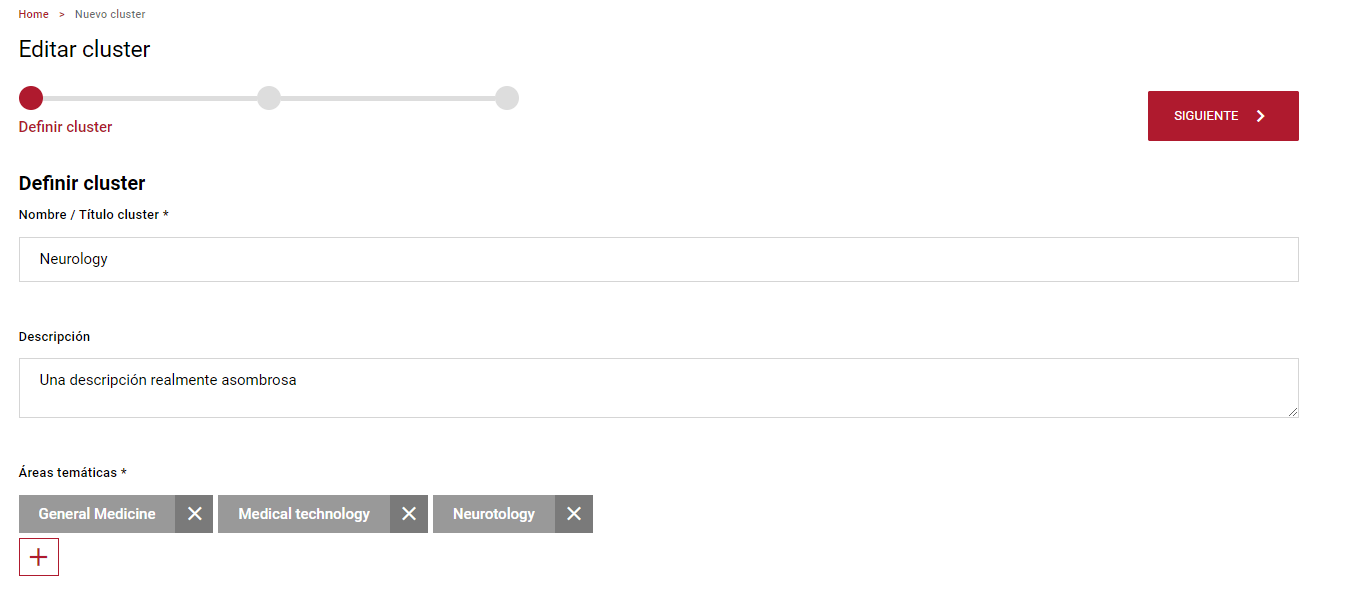 Home > Nuevo cluster
Editar cluster
Definir cluster
SIGUIENTE
Definir cluster
Nombre / Título cluster *
Neurology
Descripción
Una descripción realmente asombrosa
Áreas temáticas *
General Medicine
Medical technology
Neurotology